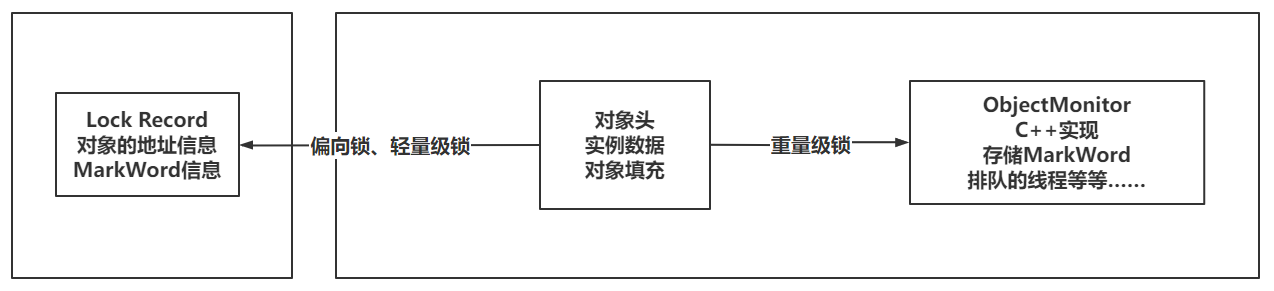 Lock Record
对象的地址信息
MarkWord信息
偏向锁、轻量级锁
对象头
实例数据
对象填充
重量级锁
ObjectMonitor
C++实现
存储MarkWord
排队的线程等等……